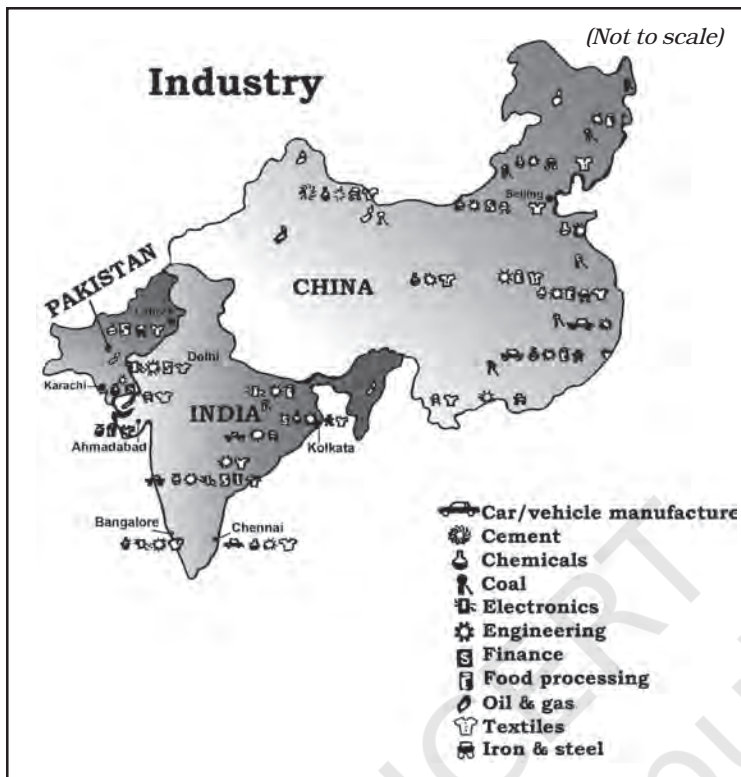 (Not to scale)
Industry
Beijing
PAKISTAN
CHINA
Lahore
Delhi
Karachi
INDIA
Kolkata
Ahmadabad
Bangalore
Chennai
Car/vehicle manufacture
Cement
Chemicals
Coal
Electronics
Engineering
Finance
Food processing
Oil & gas
Textiles
Iron & steel